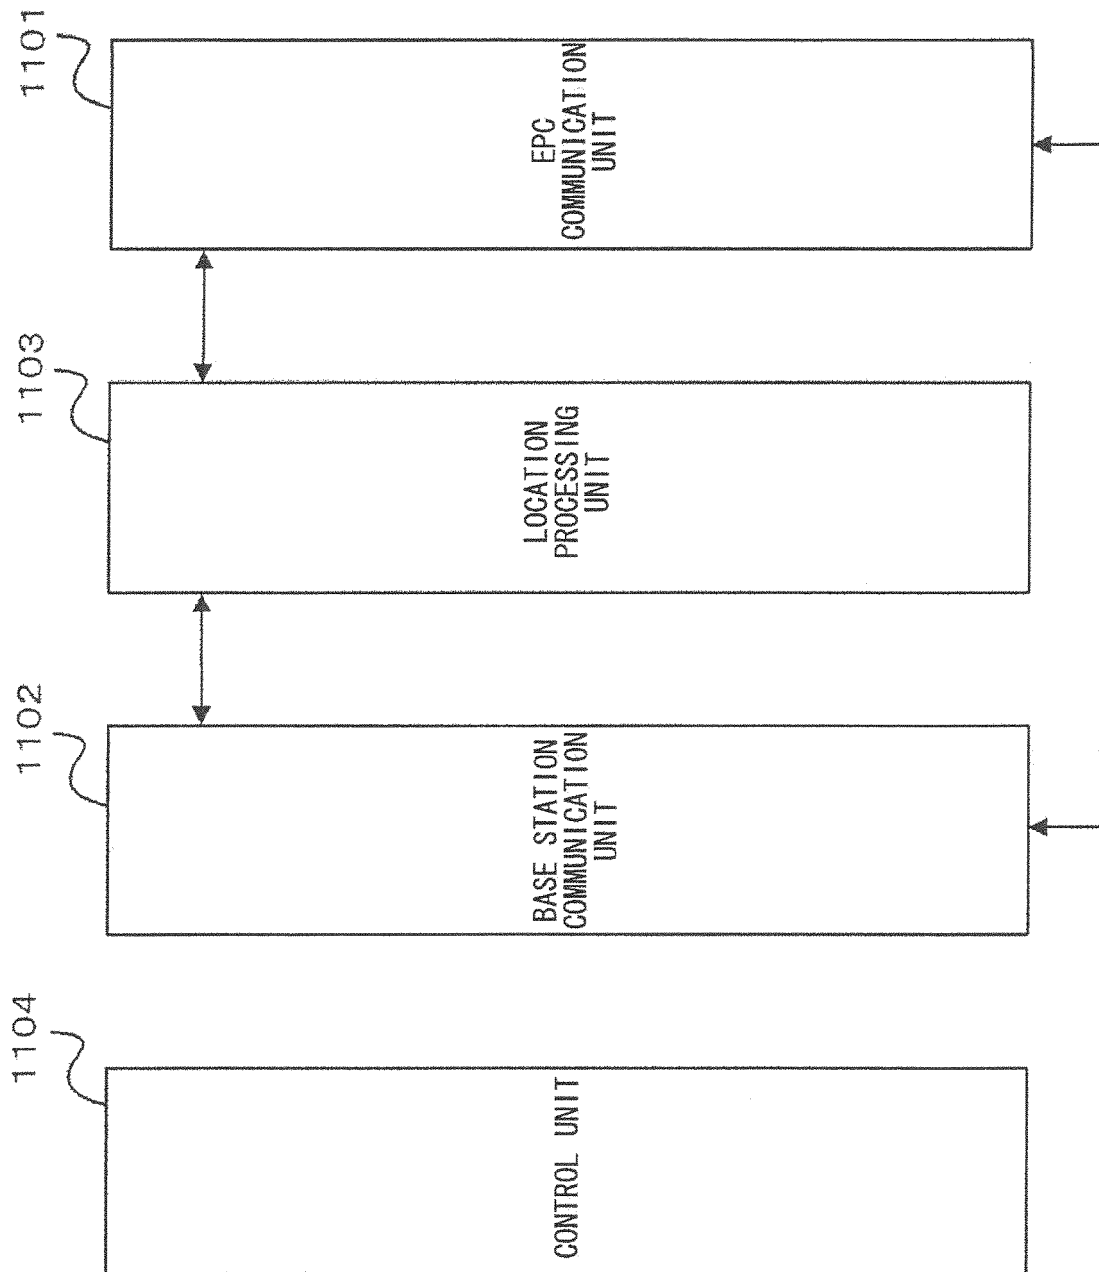 1101
EPC
COMMUNICATION
UNIT
1103
LOCATION
PROCESSING
UNIT
1102
BASE STATION
COMMUNICATION
UNIT
1104
CONTROL UNIT